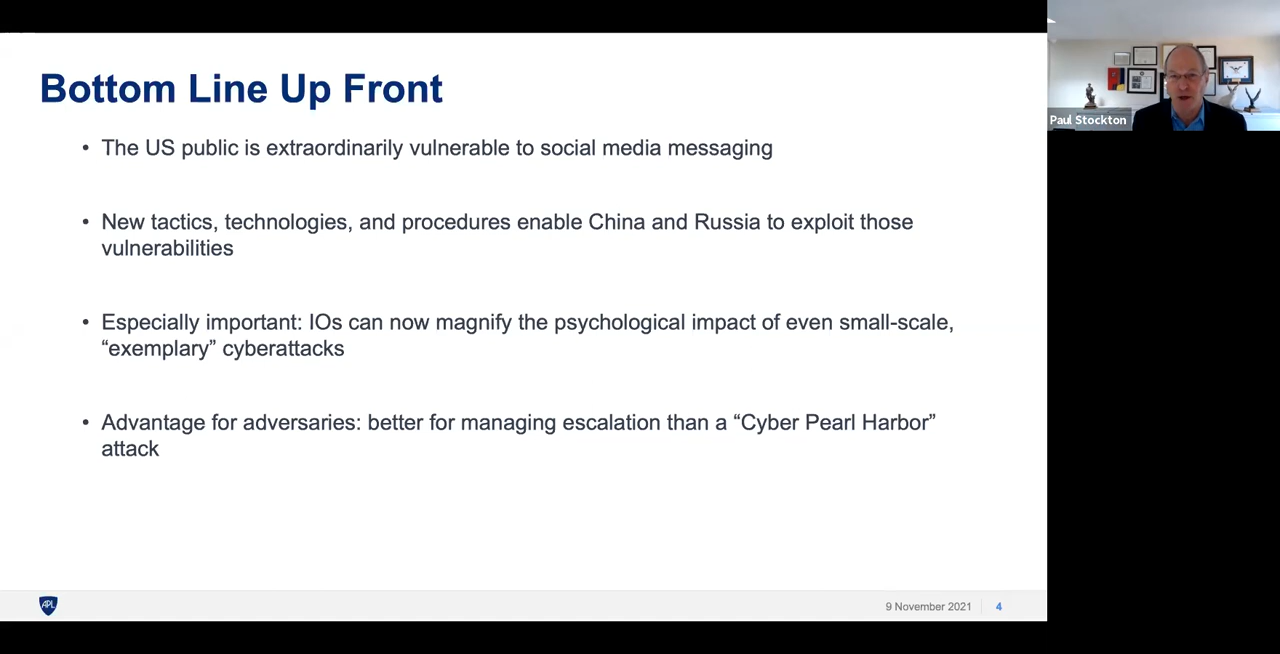 Bottom Line Up Front
• The US public is extraordinarily vulnerable to social media messaging
• New tactics, technologies, and procedures enable China and Russia to exploit those
vulnerabilities
• Especially important: IOs can now magnify the psychological impact of even small-scale,
“exemplary” cyberattacks
• Advantage for adversaries: better for managing escalation than a “Cyber Pearl Harbor”
attack
APL
9 November 2021
4
Paul Stockton